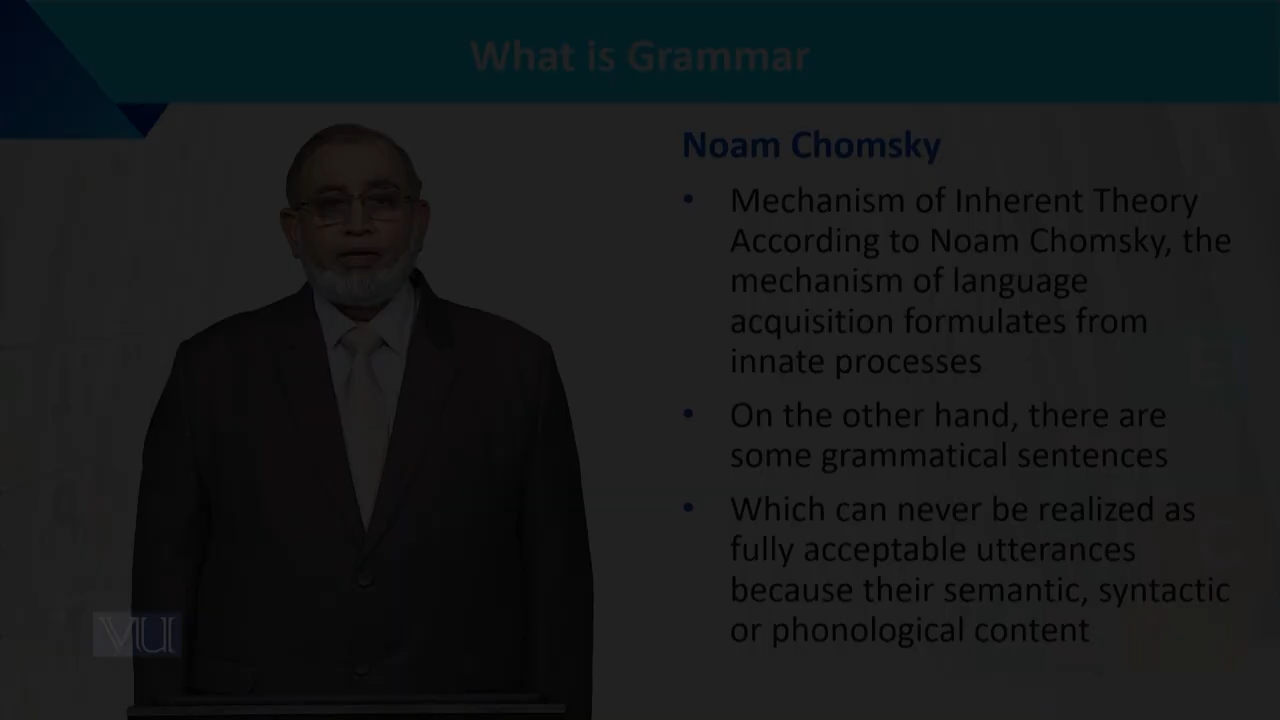 What is Grammar
Noam Chomsky
• Mechanism of Inherent Theory
According to Noam Chomsky, the
mechanism of language
acquisition formulates from
innate processes
• On the other hand, there are
some grammatical sentences
• Which can never be realized as
fully acceptable utterances
because their semantic, syntactic
or phonological content
VU